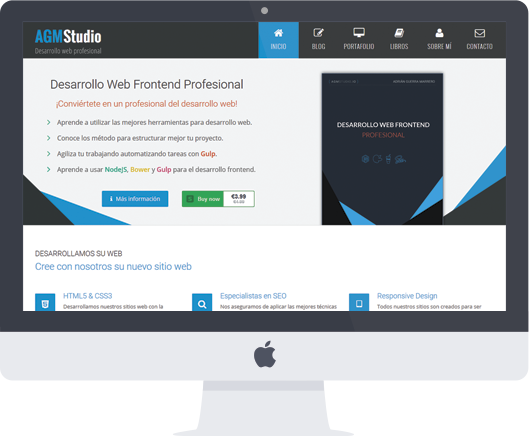 AGMStudio
Desarrollo web profesional
INICIO
BLOG
PORTAFOLIO
LIBROS
SOBRE MÍ
CONTACTO
Desarrollo Web Frontend Profesional
¡Conviértete en un profesional del desarrollo web!
Aprende a utilizar las mejores herramientas para desarrollo web.
Conoce los método para estructurar mejor tu proyecto.
Agiliza tu trabajando automatizando tareas con Gulp.
Aprende a usar NodeJS, Bower y Gulp para el desarrollo frontend.
Más información
Buy now
€3.99
DESARROLLO WEB FRONTEND
PROFESIONAL
DESARROLLAMOS SU WEB
Cree con nosotros su nuevo sitio web
HTML5 & CSS3
Desarrollamos nuestros sitios web con la
Especialistas en SEO
Nos aseguramos de aplicar las mejores técnicas
Responsive Design
Todos nuestros sitios son creados para ser